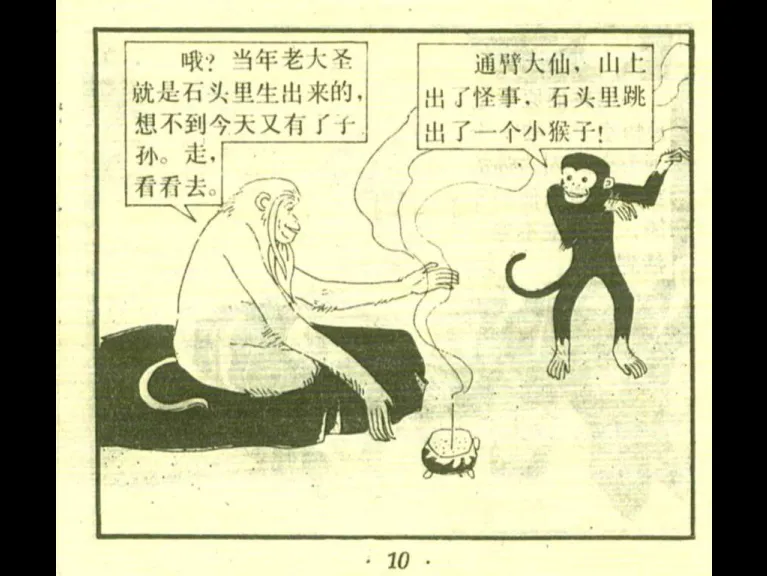 通臂大仙，山上
出了怪事，石头里跳
出了一个小猴子！
哦？当年老大圣
就是石头里生出来的，
想不到今天又有了子
孙。走，
看看去。
· 10 ·